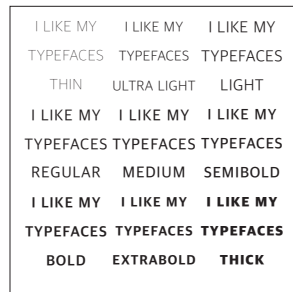 I LIKE MY I LIKE MY I LIKE MY
TYPEFACES TYPEFACES TYPEFACES
THIN ULTRA LIGHT LIGHT
I LIKE MY I LIKE MY I LIKE MY
TYPEFACES TYPEFACES TYPEFACES
REGULAR MEDIUM SEMIBOLD
I LIKE MY I LIKE MY I LIKE MY
TYPEFACES TYPEFACES TYPEFACES
BOLD EXTRABOLD THICK